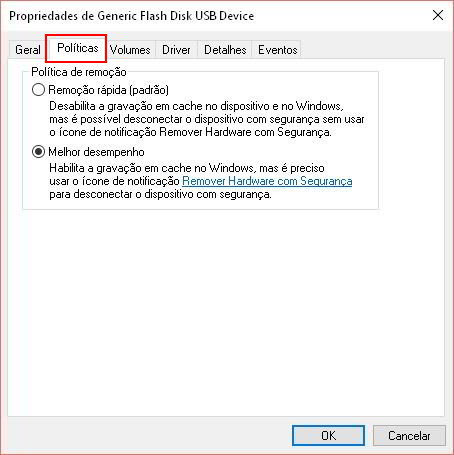 Propriedades de Generic Flash Disk USB Device
Geral Políticas Volumes Driver Detalhes Eventos
Política de remoção
Remoção rápida (padrão)
Desabilita a gravação em cache no dispositivo e no Windows,
mas é possível desconectar o dispositivo com segurança sem usar
o ícone de notificação Remover Hardware com Segurança.
Melhor desempenho
Habilita a gravação em cache no Windows, mas é preciso
usar o ícone de notificação Remover Hardware com Segurança
para desconectar o dispositivo com segurança.
OK Cancelar